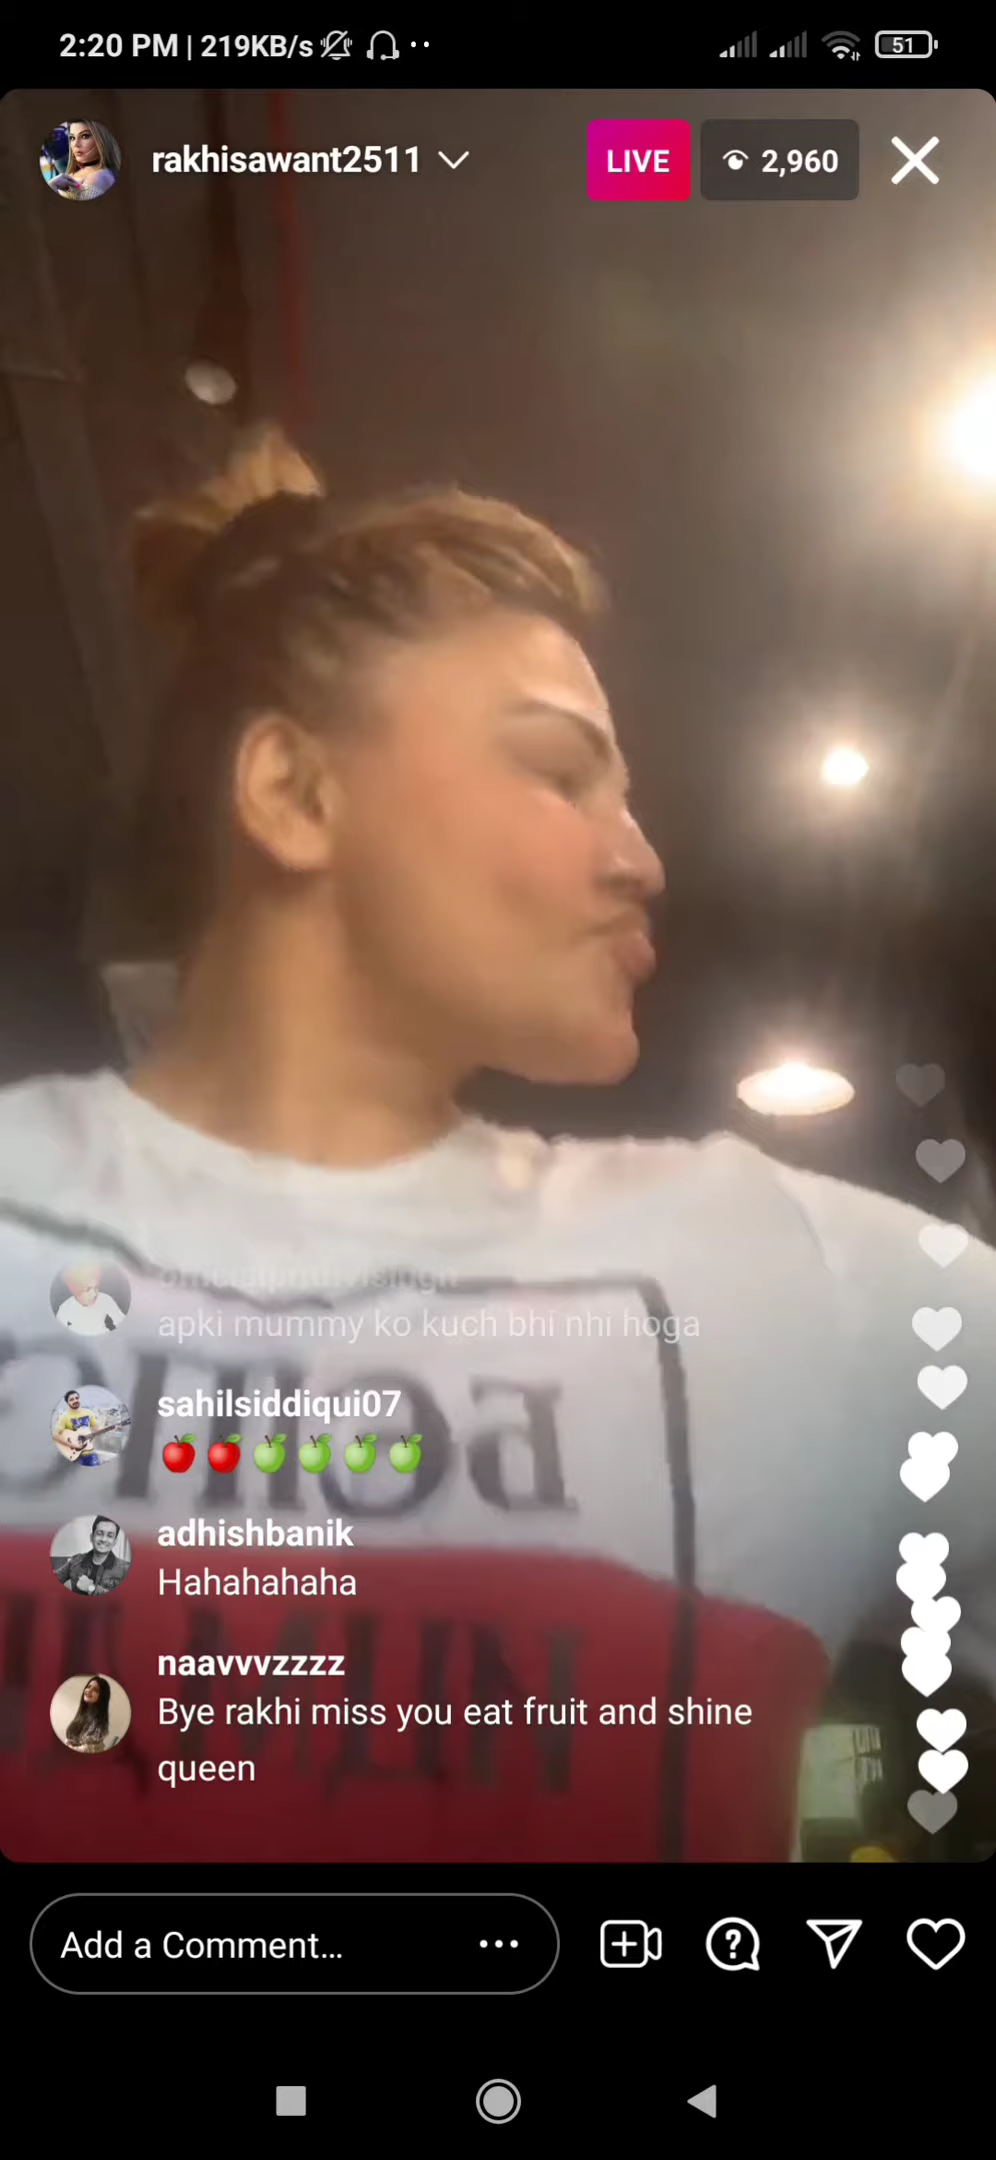 2:20 PM | 219KB/s
51
rakhisawant2511
LIVE
2,960
apki mummy ko kuch bhi nhi hoga
sahilsiddiqui07
adhishbanik
Hahahahaha
naavvvzzzz
Bye rakhi miss you eat fruit and shine
queen
Add a Comment...